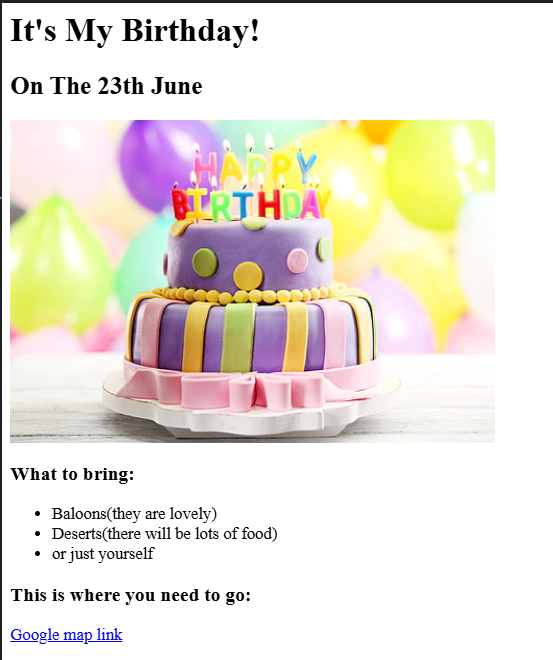 It's My Birthday!
On The 23th June
HAPPY
BIRTHDAY
What to bring:
Baloons(they are lovely)
Deserts(there will be lots of food)
or just yourself
This is where you need to go:
Google map link